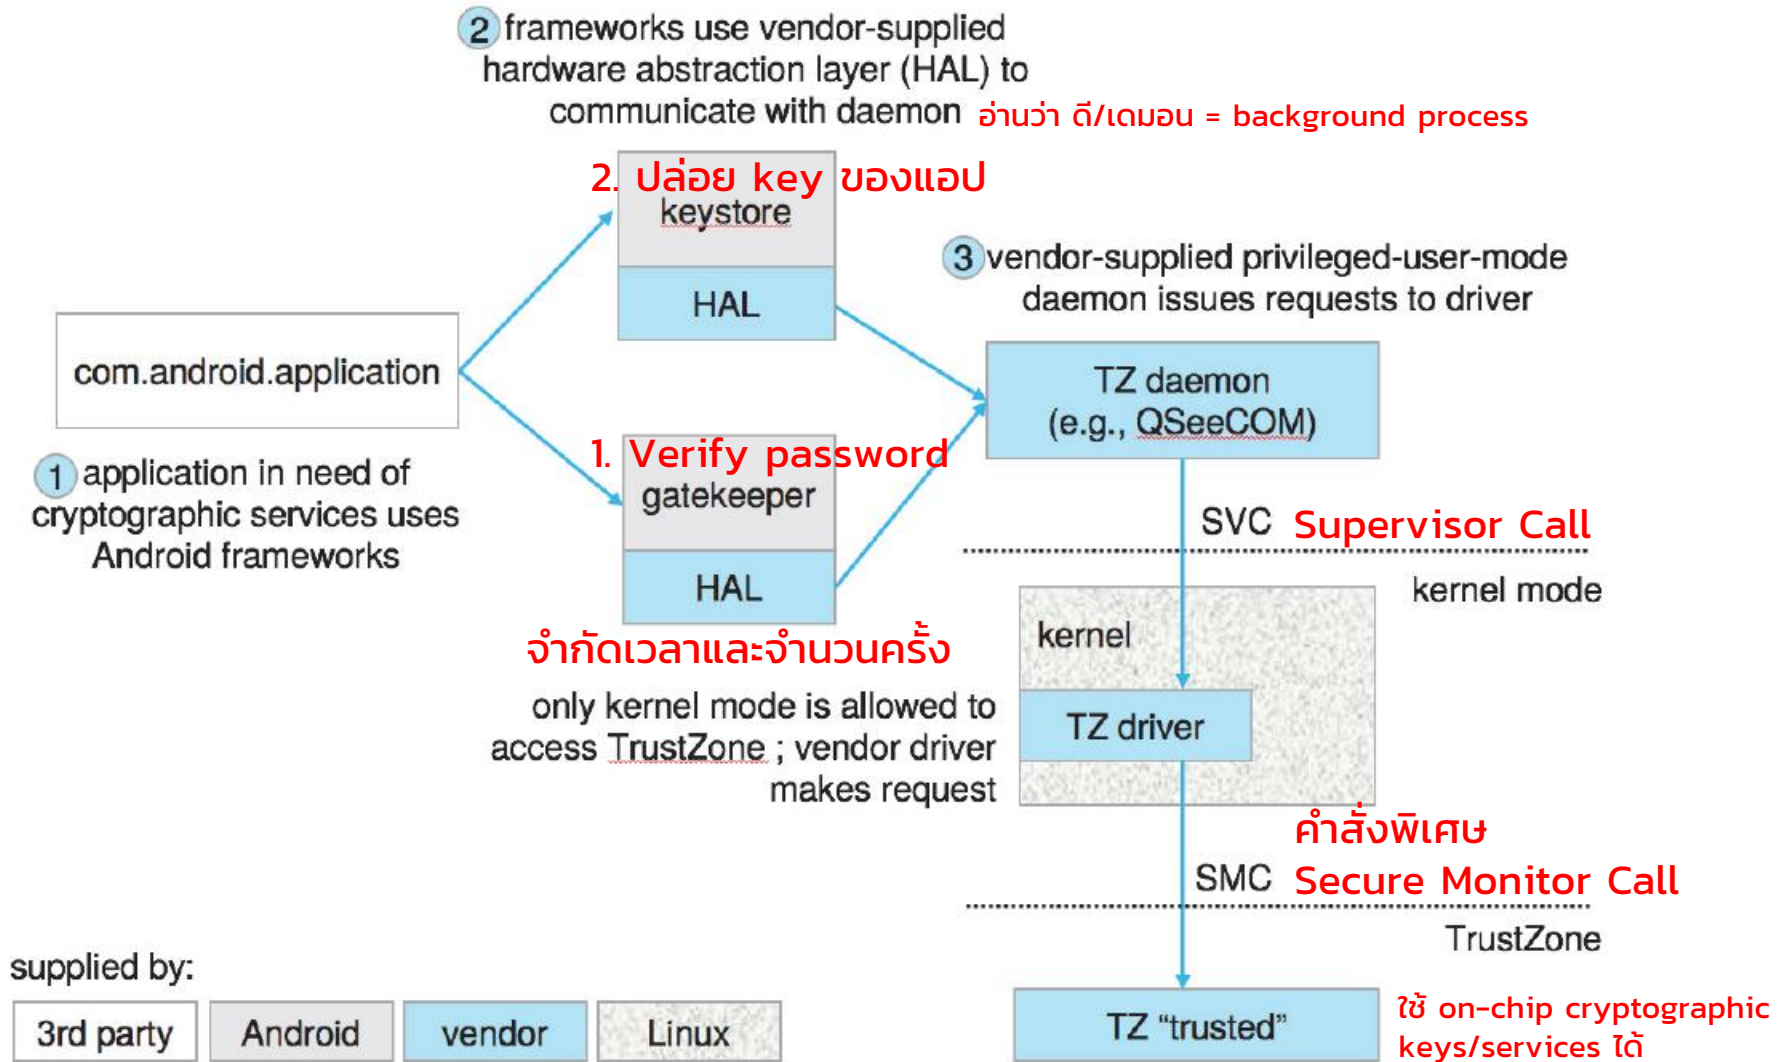 2 frameworks use vendor-supplied
hardware abstraction layer (HAL) to
communicate with daemon อ่านว่า ดี/เดมอน = background process
2. ปล่อย key ของแอป
keystore
HAL
3 vendor-supplied privileged-user-mode
daemon issues requests to driver
com.android.application
TZ daemon
(e.g., QSeeCOM)
1 application in need of
cryptographic services uses
Android frameworks
1. Verify password
gatekeeper
HAL
จำกัดเวลาและจำนวนครั้ง
SVC Supervisor Call
kernel mode
kernel
only kernel mode is allowed to
access TrustZone ; vendor driver
makes request
TZ driver
คำสั่งพิเศษ
SMC Secure Monitor Call
TrustZone
TZ “trusted”
ใช้ on-chip cryptographic
keys/services ได้
supplied by:
3rd party
Android
vendor
Linux